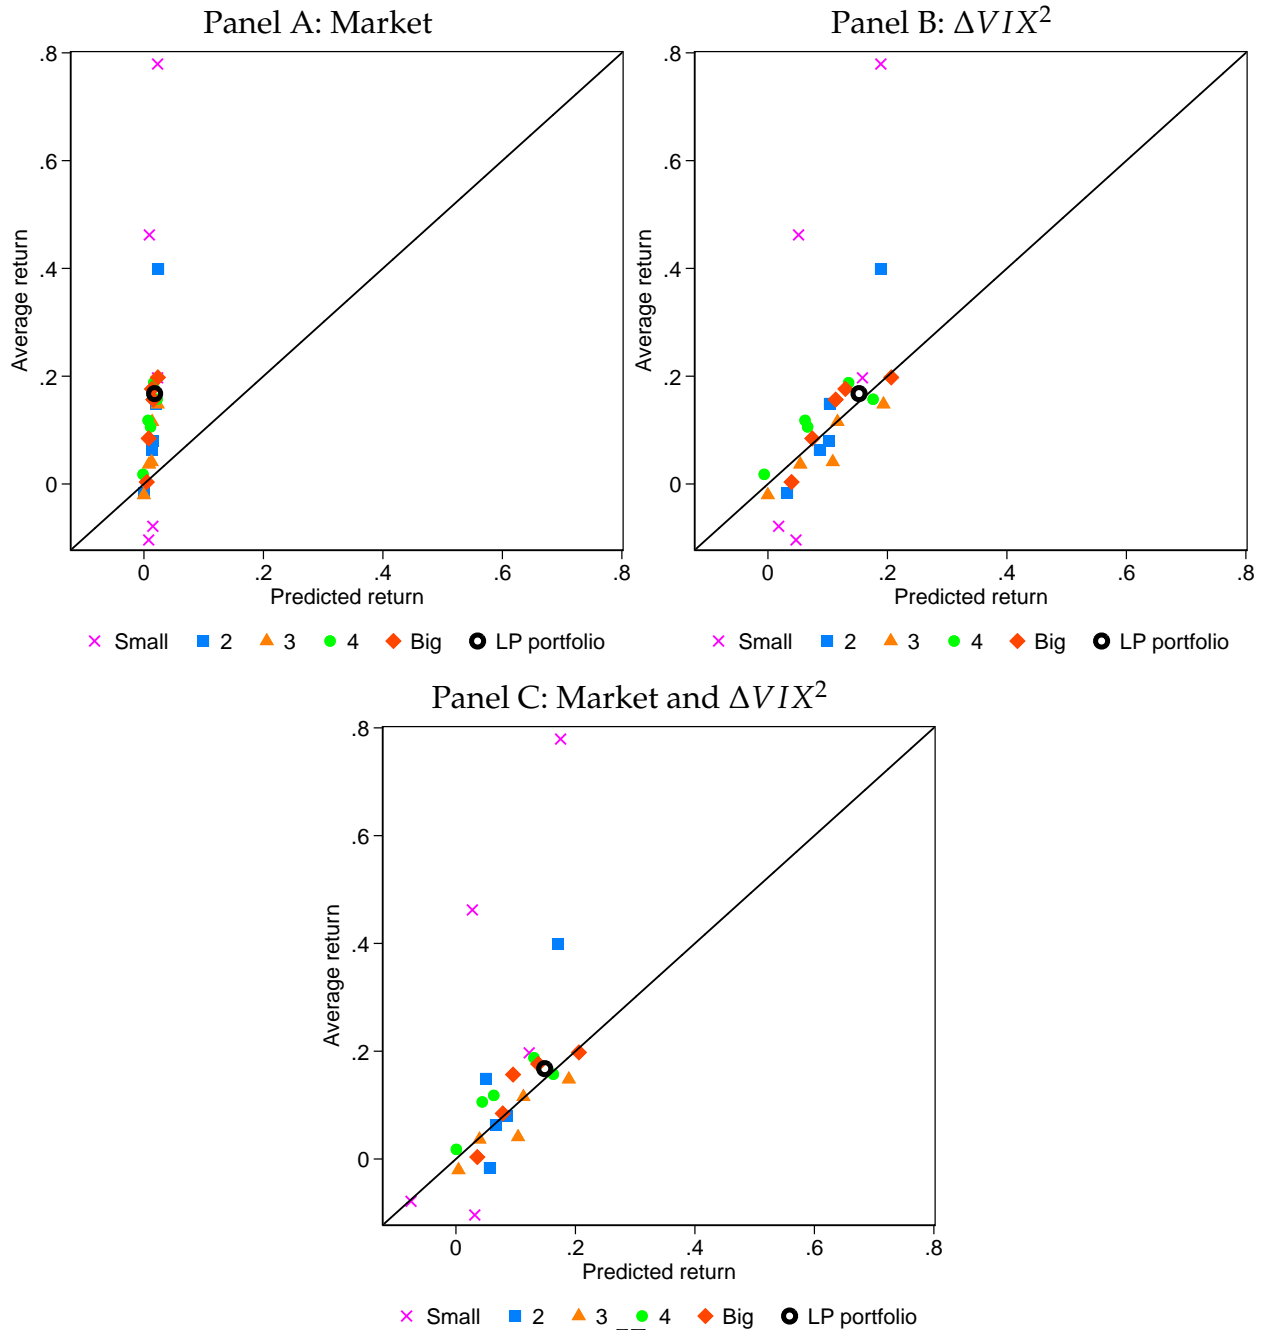 Panel A: Market
.8
.6
.4
.2
0
Average return
0 .2 .4 .6 .8
Predicted return
Small 2 3 4 Big LP portfolio
Panel B: ΔVIX²
.8
.6
.4
.2
0
Average return
0 .2 .4 .6 .8
Predicted return
Small 2 3 4 Big LP portfolio
Panel C: Market and ΔVIX²
.8
.6
.4
.2
0
Average return
0 .2 .4 .6 .8
Predicted return
Small 2 3 4 Big LP portfolio